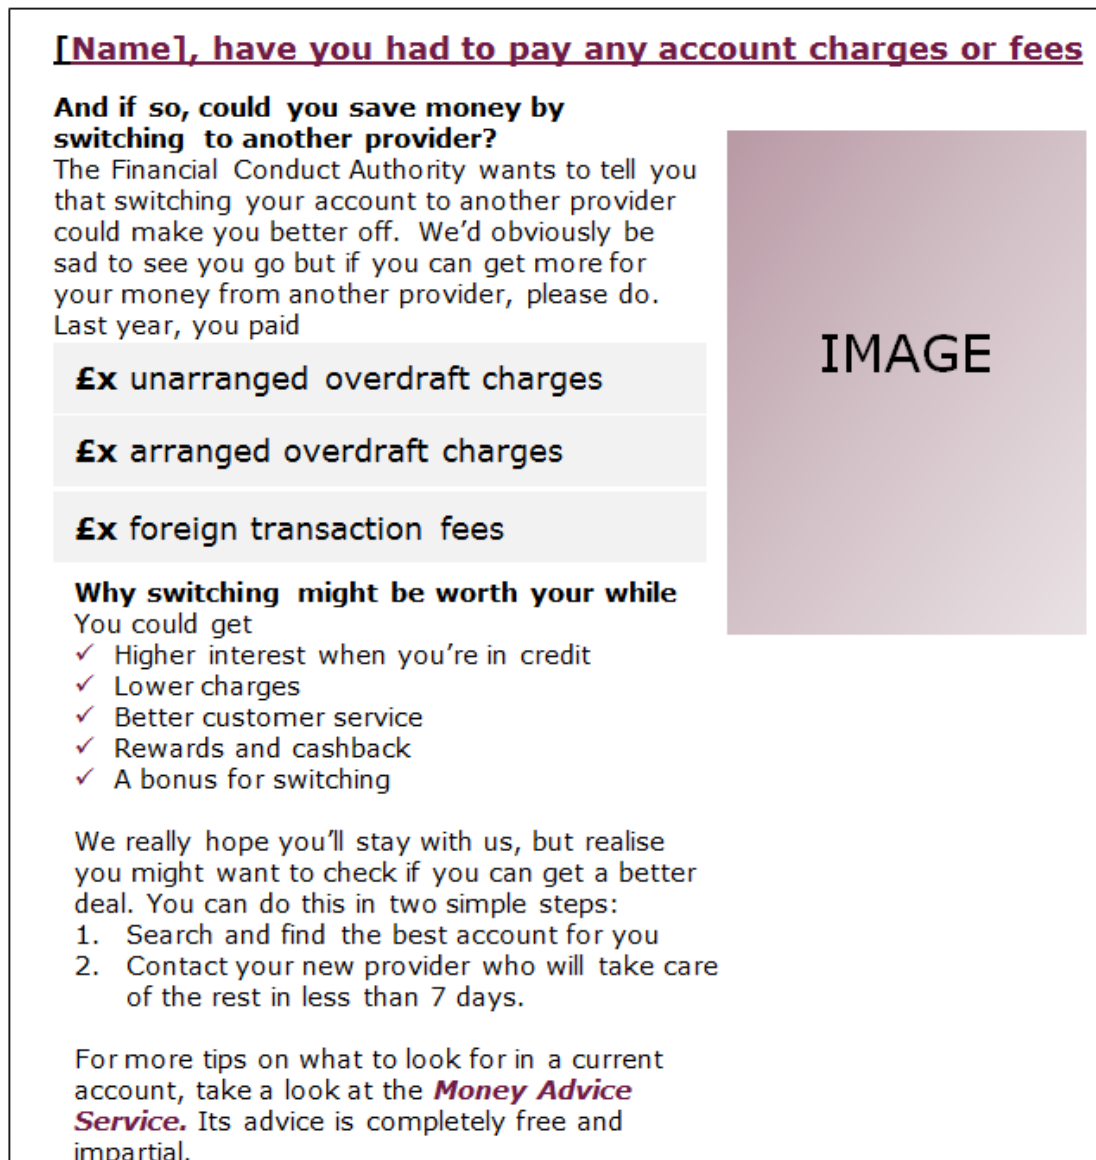 [Name], have you had to pay any account charges or fees
And if so, could you save money by
switching to another provider?
The Financial Conduct Authority wants to tell you
that switching your account to another provider
could make you better off. We’d obviously be
sad to see you go but if you can get more for
your money from another provider, please do.
Last year, you paid
£x unarranged overdraft charges
£x arranged overdraft charges
£x foreign transaction fees
IMAGE
Why switching might be worth your while
You could get
✓ Higher interest when you’re in credit
✓ Lower charges
✓ Better customer service
✓ Rewards and cashback
✓ A bonus for switching
We really hope you’ll stay with us, but realise
you might want to check if you can get a better
deal. You can do this in two simple steps:
1. Search and find the best account for you
2. Contact your new provider who will take care
of the rest in less than 7 days.
For more tips on what to look for in a current
account, take a look at the Money Advice
Service. Its advice is completely free and
impartial.